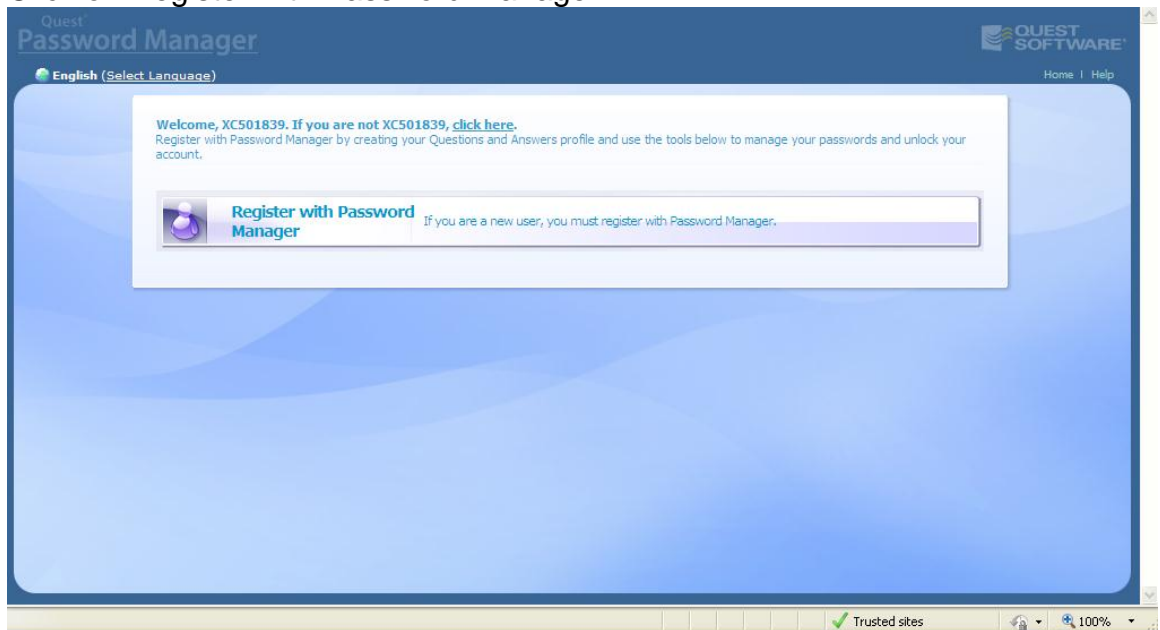 Quest
Password Manager
QUEST
SOFTWARE
English (Select Language)
Home | Help
Welcome, XC501839. If you are not XC501839, click here.
Register with Password Manager by creating your Questions and Answers profile and use the tools below to manage your passwords and unlock your
account.
Register with Password
Manager
If you are a new user, you must register with Password Manager.
Trusted sites
100%